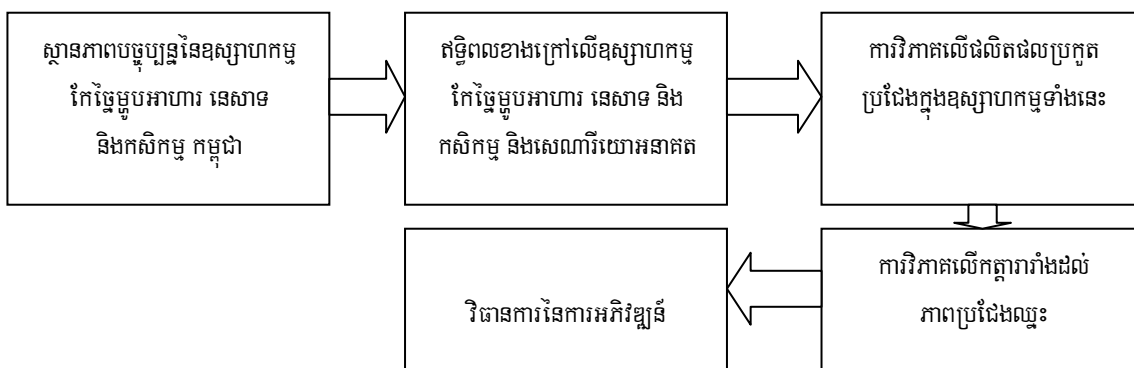 ស្ថានភាពបច្ចុប្បន្ននៃឧស្សាហកម្ម
កែច្នៃម្ហូបអាហារ នេសាទ
និងកសិកម្ម កម្ពុជា
ឥទ្ធិពលខាងក្រៅលើឧស្សាហកម្ម
កែច្នៃម្ហូបអាហារ នេសាទ និង
កសិកម្ម និងសេណារីយោអនាគត
ការវិភាគលើផលិតផលប្រកួត
ប្រជែងក្នុងឧស្សាហកម្មទាំងនេះ
ការវិភាគលើកត្តារារាំងដល់
ភាពប្រជែងឈ្នះ
វិធានការនៃការអភិវឌ្ឍន៍